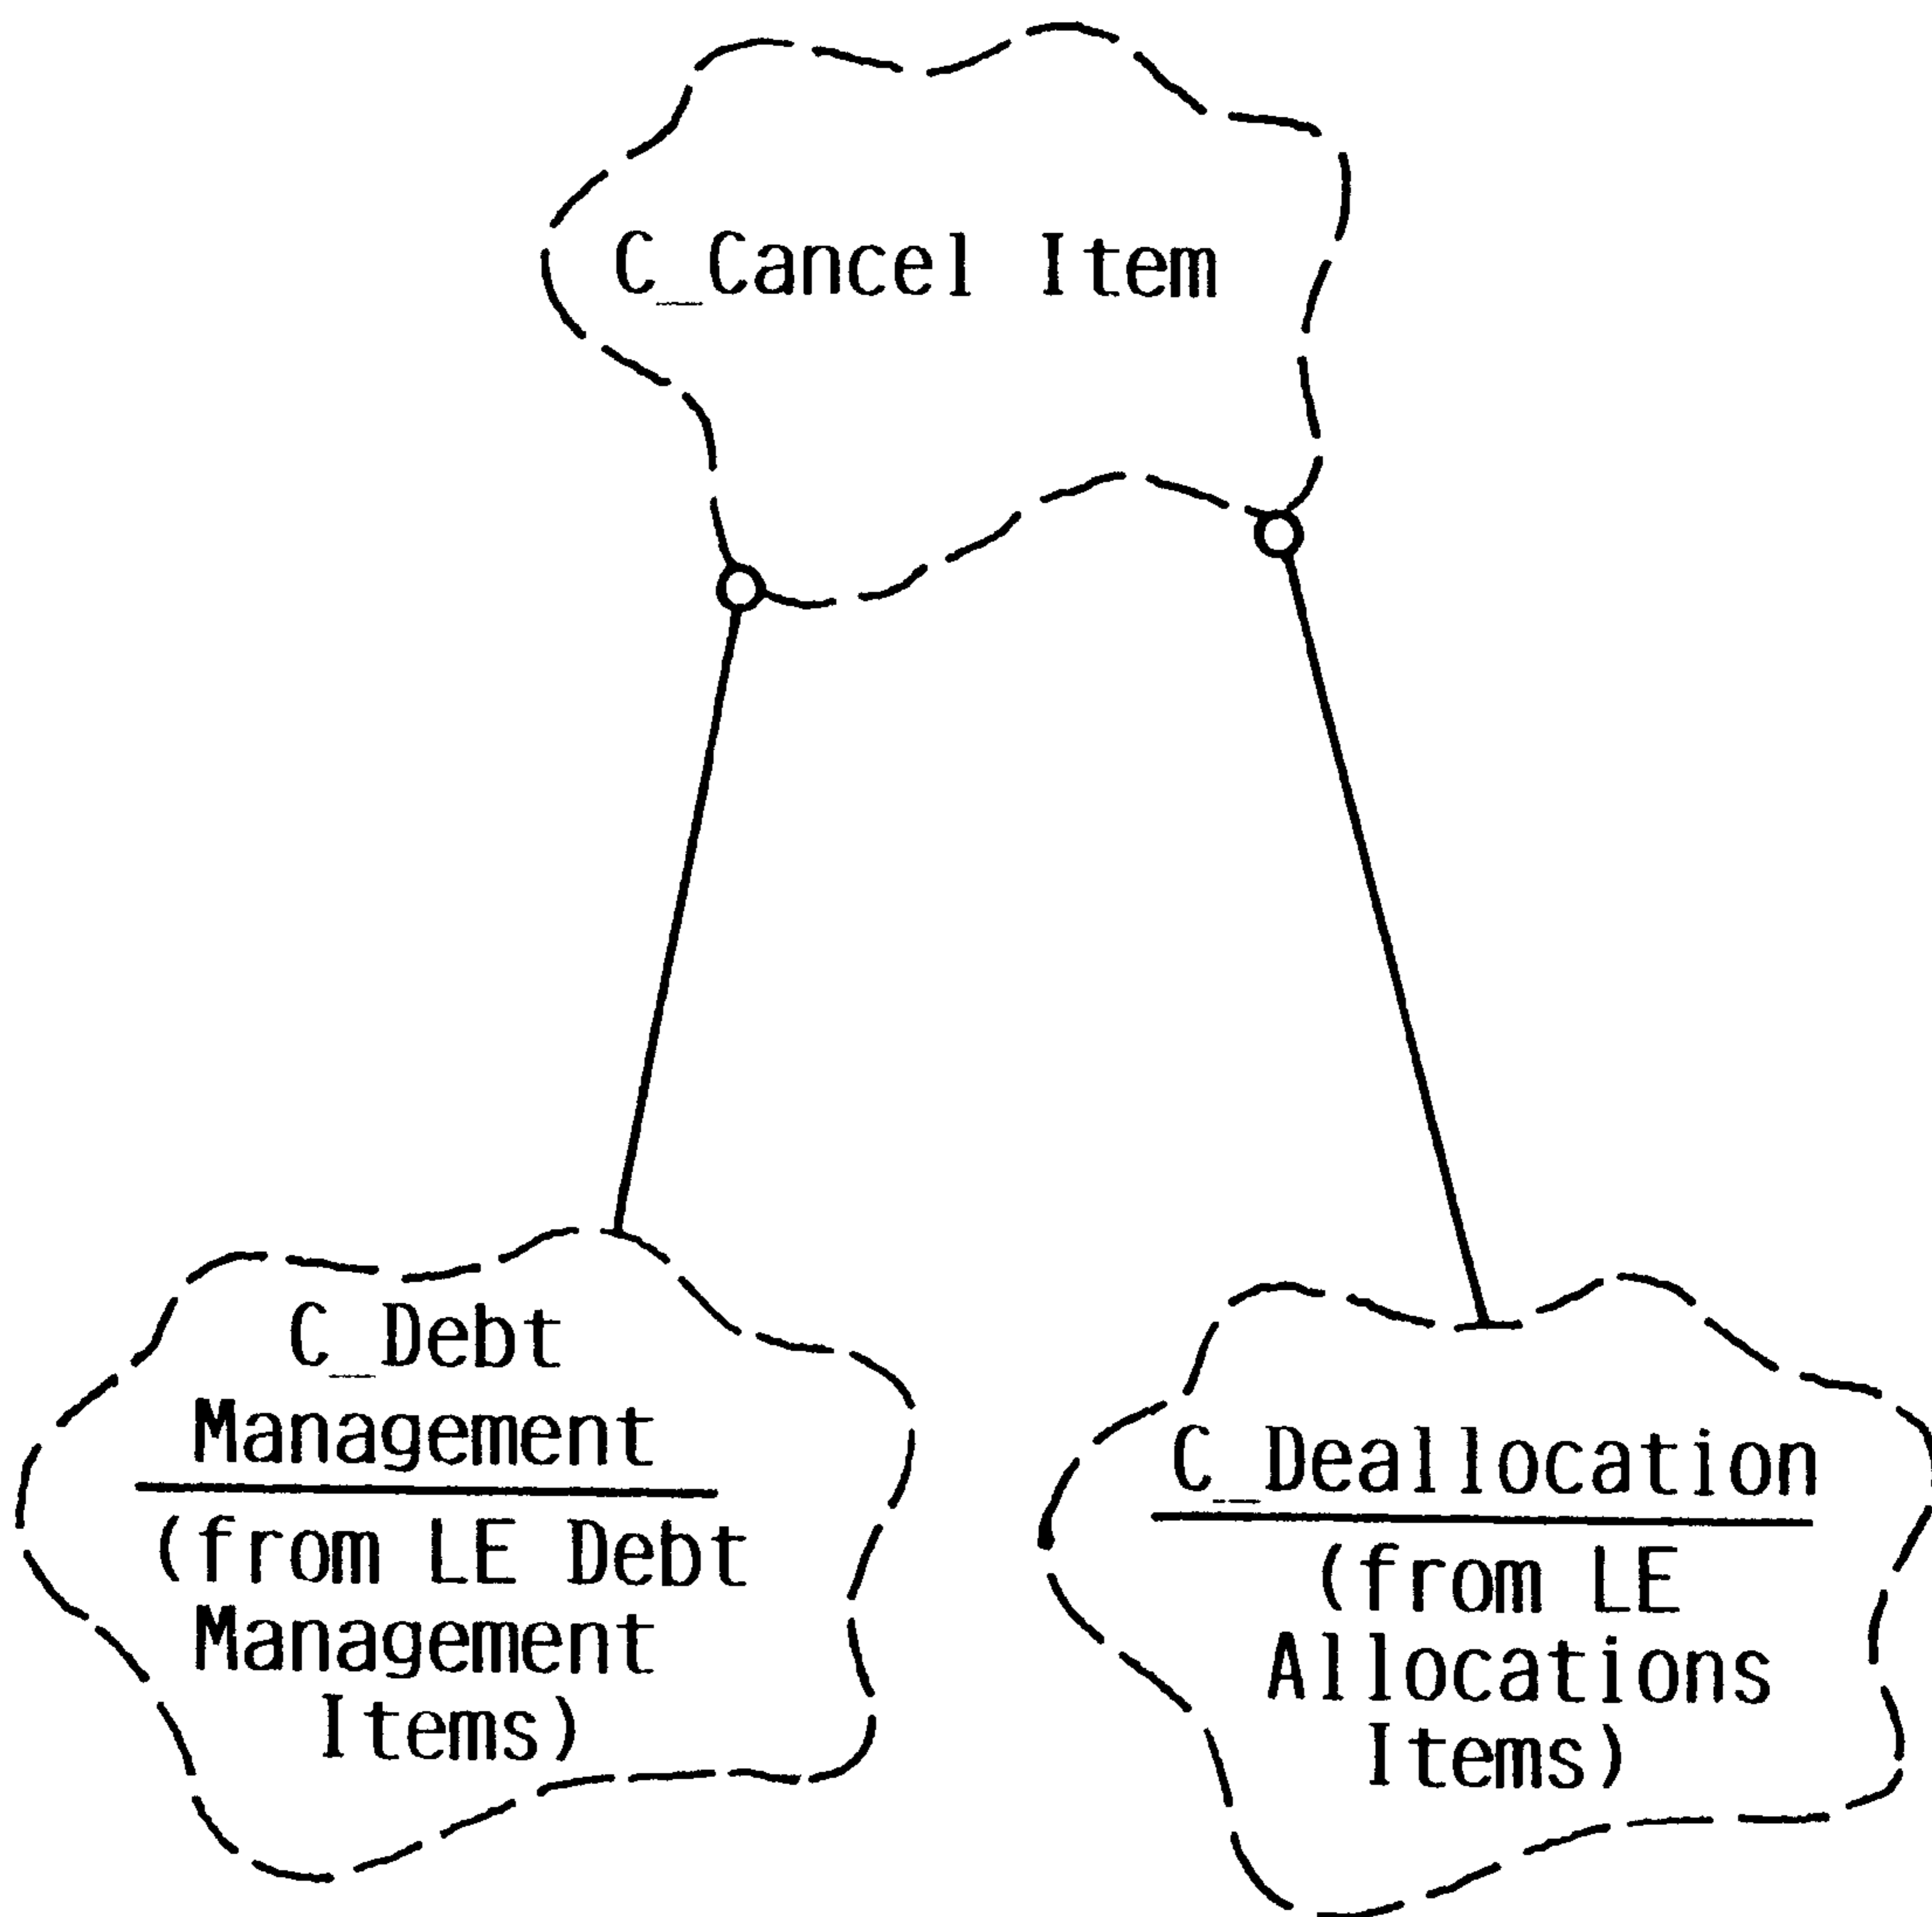 C_Cancel Item
C_Debt
Management
(from LE Debt
Management
Items)
C_Deallocation
(from LE
Allocations
Items)